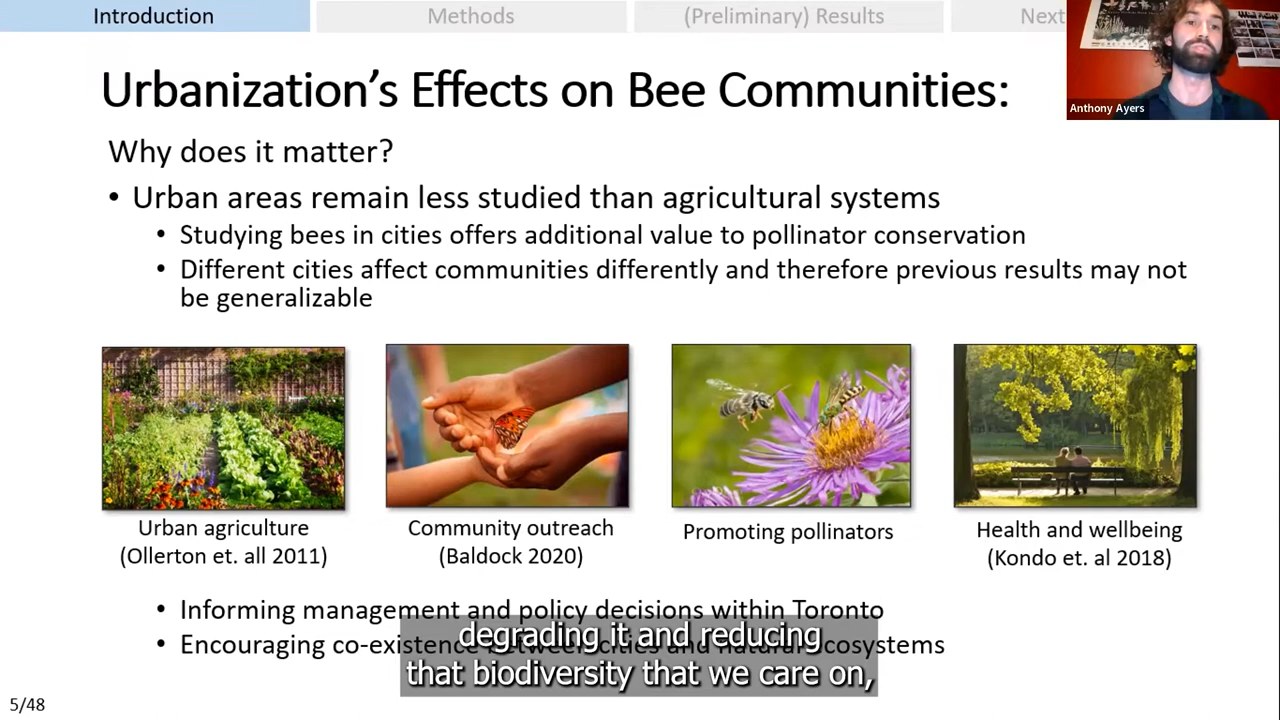 Introduction
Methods
(Preliminary) Results
Next
Anthony Ayers
Urbanization's Effects on Bee Communities:
Why does it matter?
• Urban areas remain less studied than agricultural systems
• Studying bees in cities offers additional value to pollinator conservation
• Different cities affect communities differently and therefore previous results may not
be generalizable
Urban agriculture
(Ollerton et. all 2011)
Community outreach
(Baldock 2020)
Promoting pollinators
Health and wellbeing
(Kondo et. al 2018)
• Informing management and policy decisions within Toronto
• Encouraging co-existence between cities and natural ecosystems
degrading it and reducing
that biodiversity that we care on,
5/48